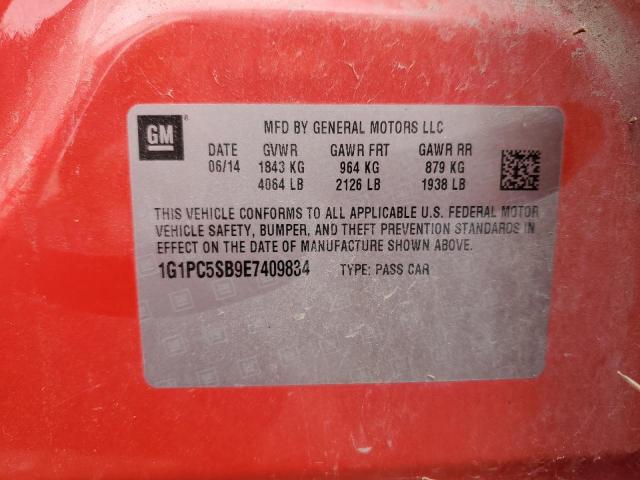 GM®
MFD BY GENERAL MOTORS LLC
DATE GVWR GAWR FRT GAWR RR
06/14 1843 KG 964 KG 879 KG
4064 LB 2126 LB 1938 LB
THIS VEHICLE CONFORMS TO ALL APPLICABLE U.S. FEDERAL MOTOR
VEHICLE SAFETY, BUMPER, AND THEFT PREVENTION STANDARDS IN
EFFECT ON THE DATE OF MANUFACTURE SHOWN ABOVE.
1G1PC5SB9E7409834 TYPE: PASS CAR